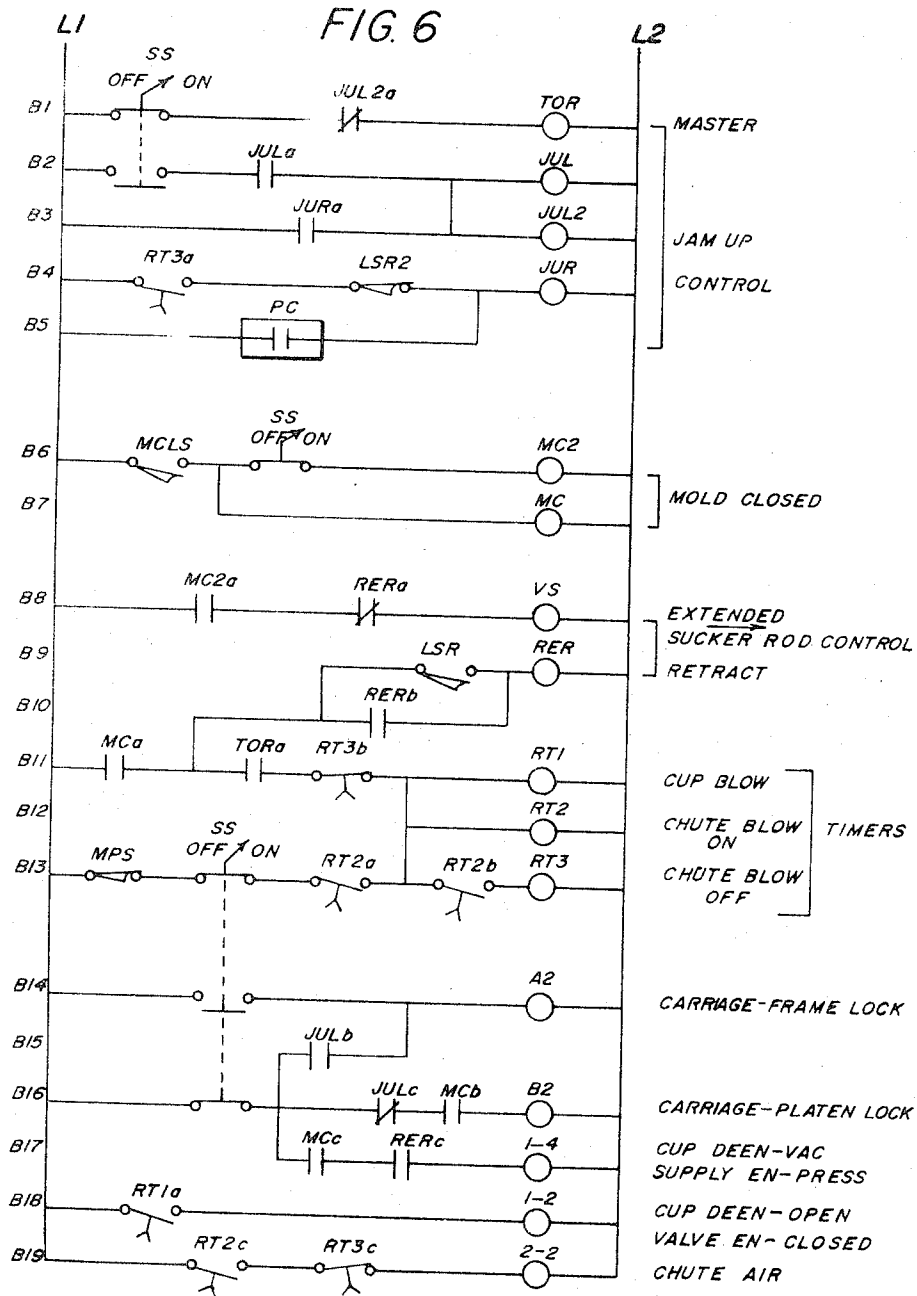 FIG. 6
L1 L2
SS
OFF ON
B1 JUL2a TOR MASTER
B2 JULa JUL
B3 JURa JUL2 JAM UP
B4 RT3a LSR2 JUR CONTROL
B5 PC
SS
OFF ON
B6 MCLS MC2
B7 MC MOLD CLOSED
B8 MC2a RERa VS EXTENDED
SUCKER ROD CONTROL
B9 LSR RER RETRACT
B10 RERb
B11 MCa TORa RT3b RT1 CUP BLOW
B12 RT2 CHUTE BLOW
ON
TIMERS
SS
OFF ON
B13 MPS RT2a RT2b RT3 CHUTE BLOW
OFF
B14 A2 CARRIAGE-FRAME LOCK
B15 JULb
B16 JULc MCb B2 CARRIAGE-PLATEN LOCK
B17 MCc RERc 1-4 CUP DEEN-VAC
SUPPLY EN-PRESS
B18 RT1a 1-2 CUP DEEN-OPEN
VALVE EN-CLOSED
B19 RT2c RT3c 2-2 CHUTE AIR